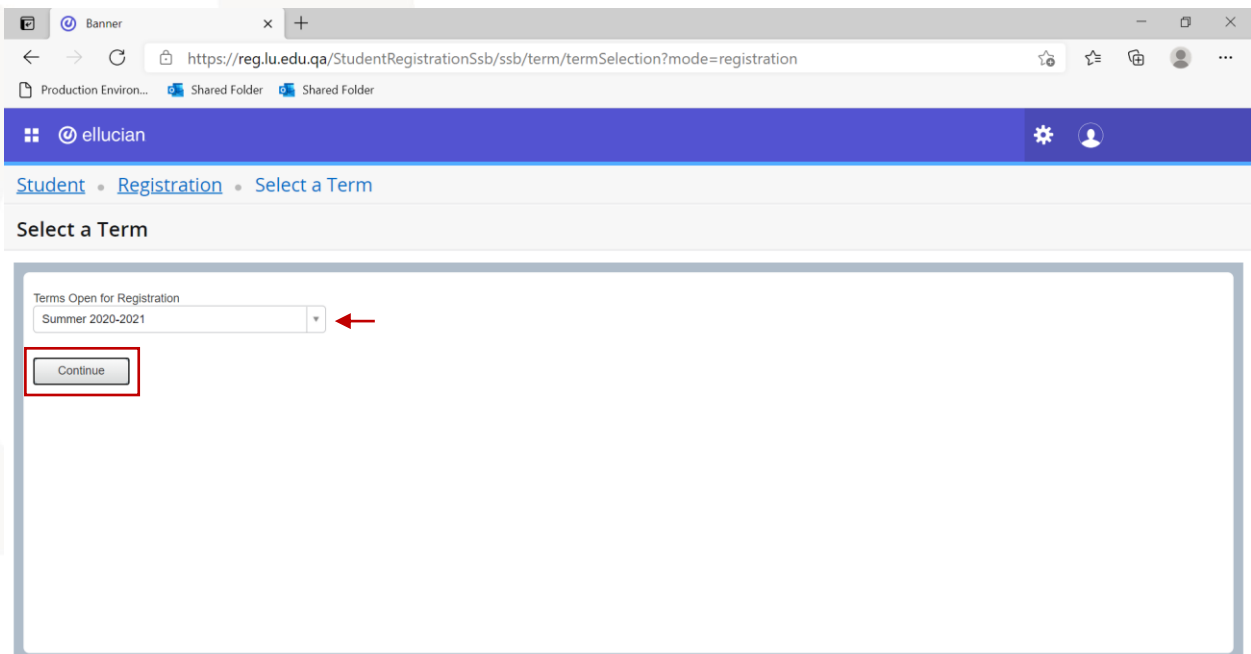 Banner
https://reg.lu.edu.qa/StudentRegistrationSsb/ssb/term/termSelection?mode=registration
Production Environ... Shared Folder Shared Folder
ellucian
Student • Registration • Select a Term
Select a Term
Terms Open for Registration
Summer 2020-2021
Continue